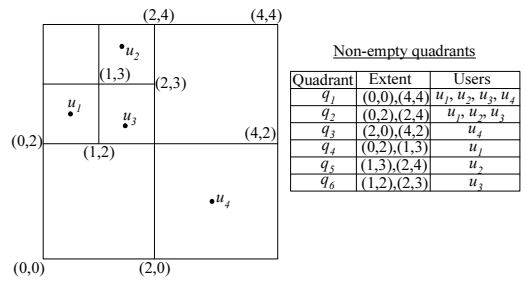 (2,4)
(4,4)
u2
(1,3)
(2,3)
u1
u3
(0,2)
(4,2)
(1,2)
u4
(0,0)
(2,0)
Non-empty quadrants
Quadrant Extent Users
q1 (0,0),(4,4) u1, u2, u3, u4
q2 (0,2),(2,4) u1, u2, u3
q3 (2,0),(4,2) u4
q4 (0,2),(1,3) u1
q5 (1,3),(2,4) u2
q6 (1,2),(2,3) u3